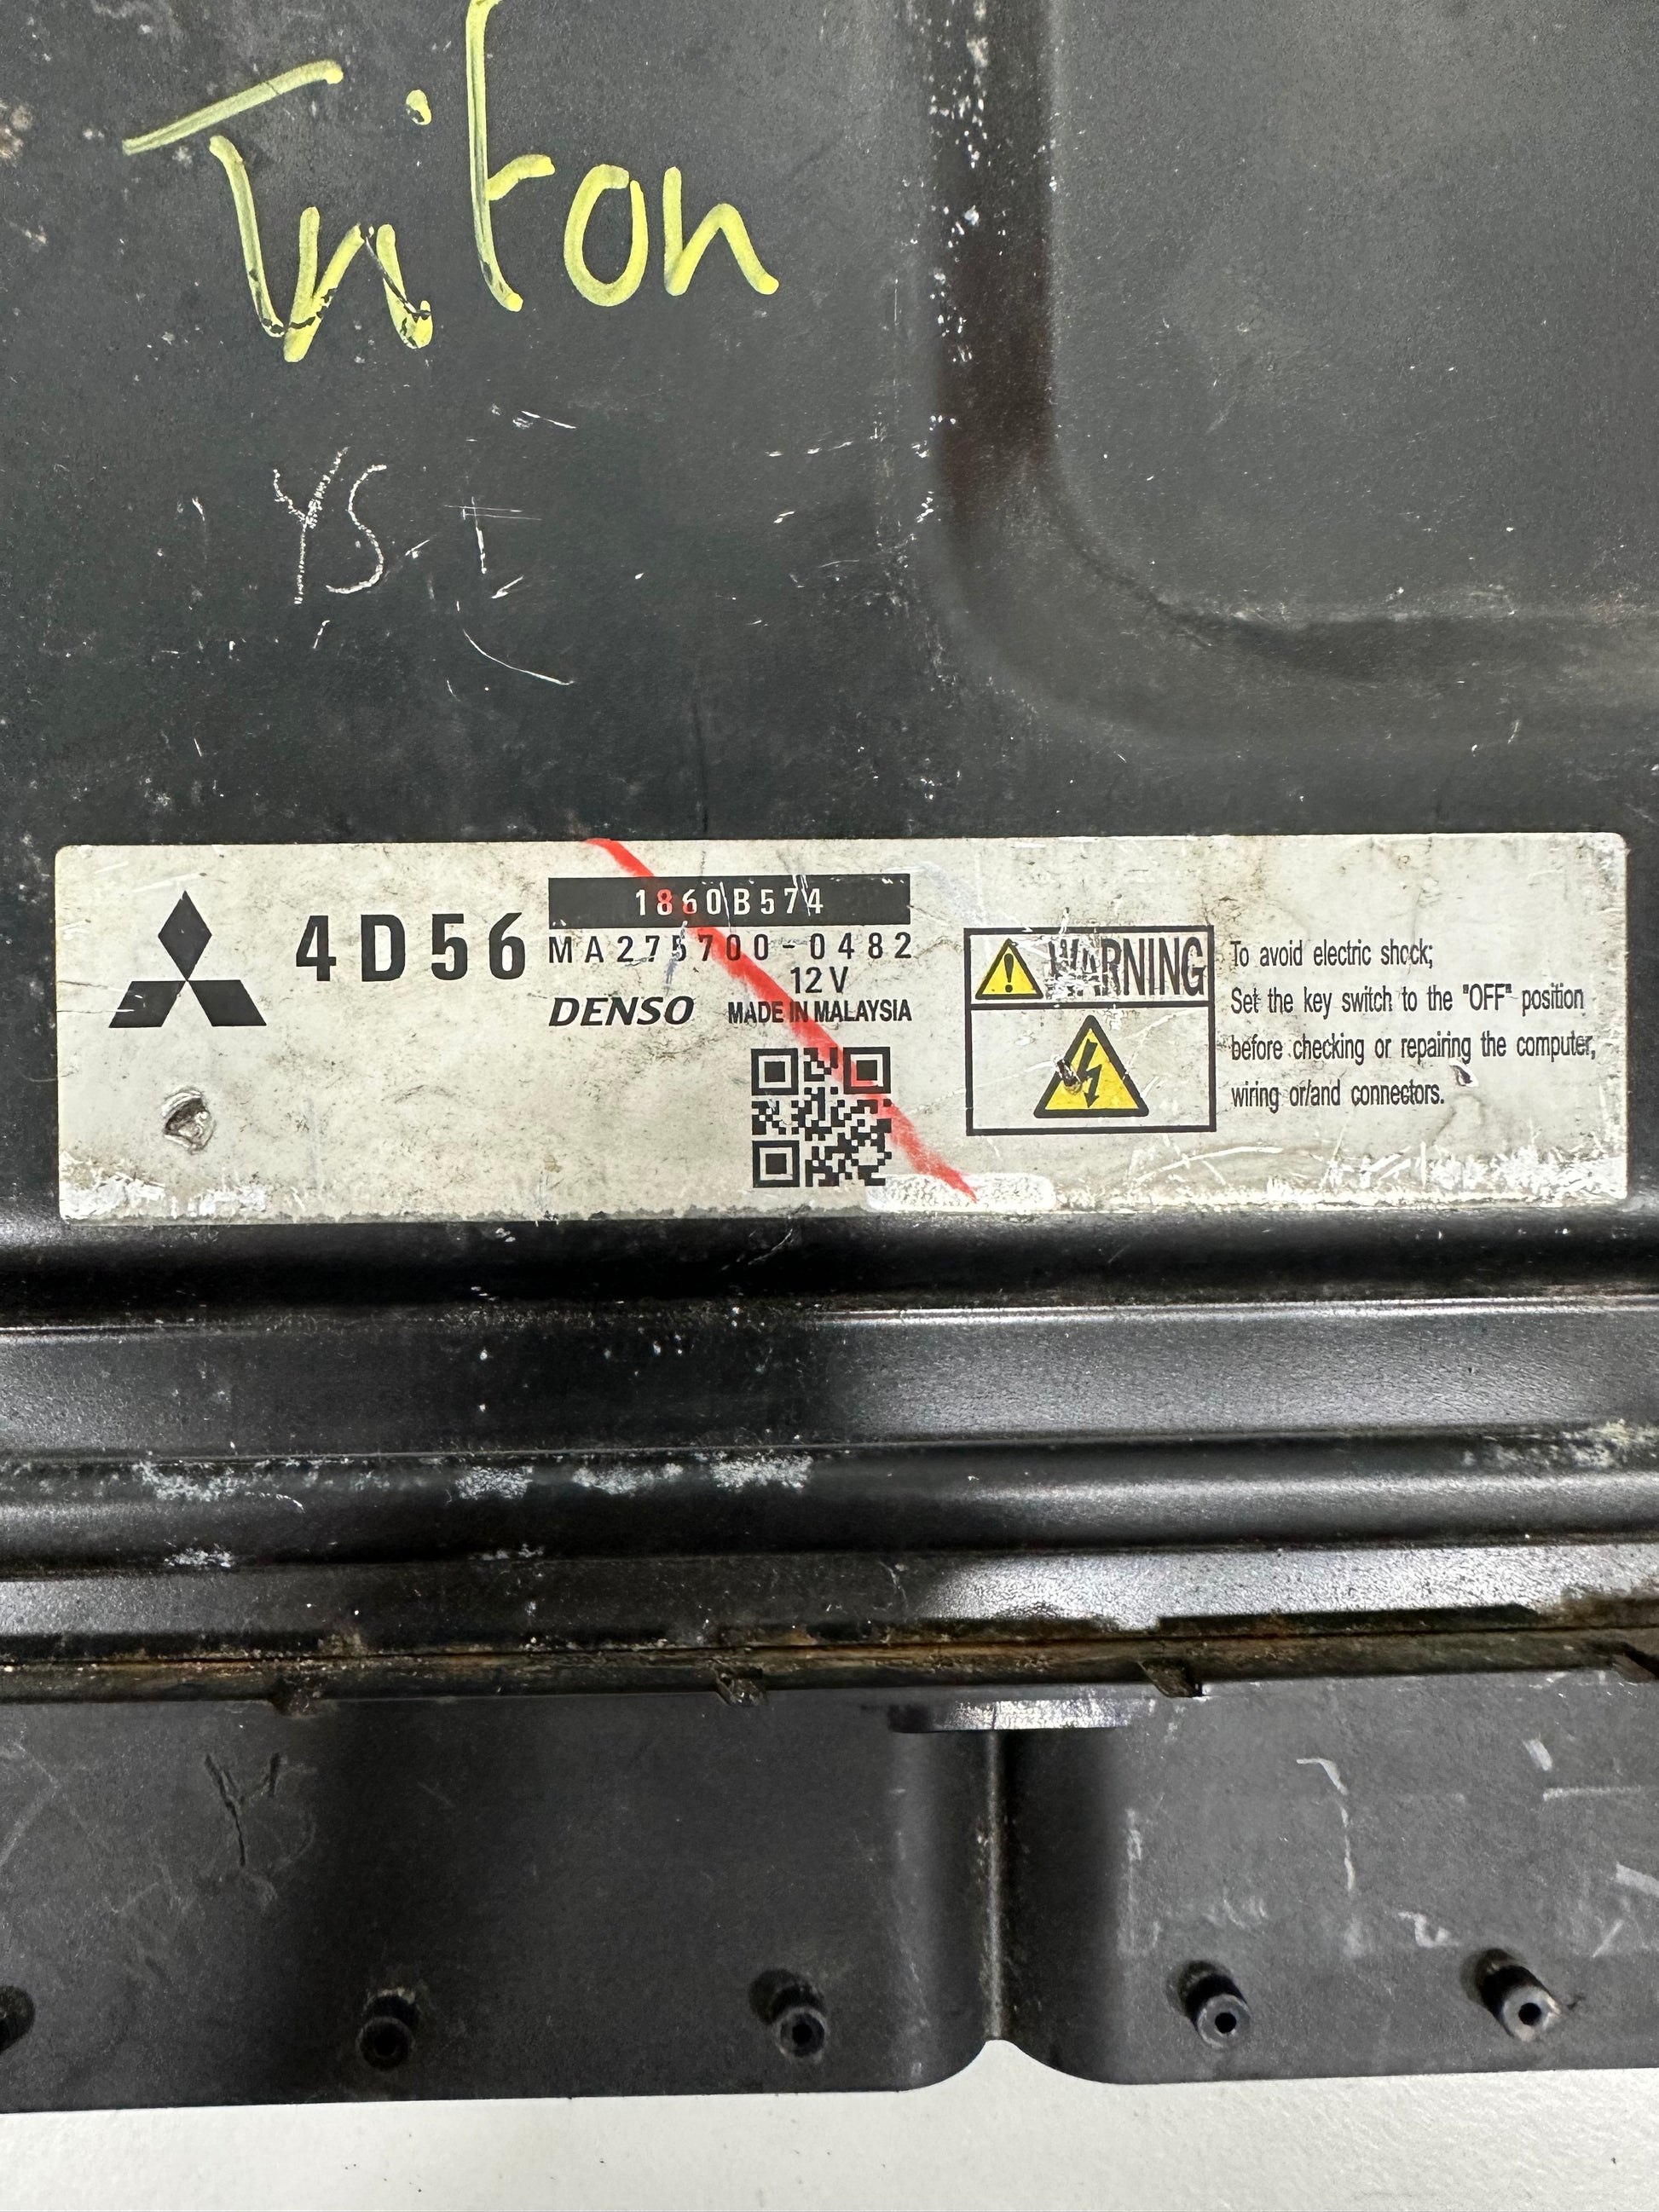 Triton
YS
4D56
1860B574
MA275700-0482
12V
DENSO MADE IN MALAYSIA
WARNING
To avoid electric shock;
Set the key switch to the "OFF" position
before checking or repairing the computer,
wiring or/and connectors.